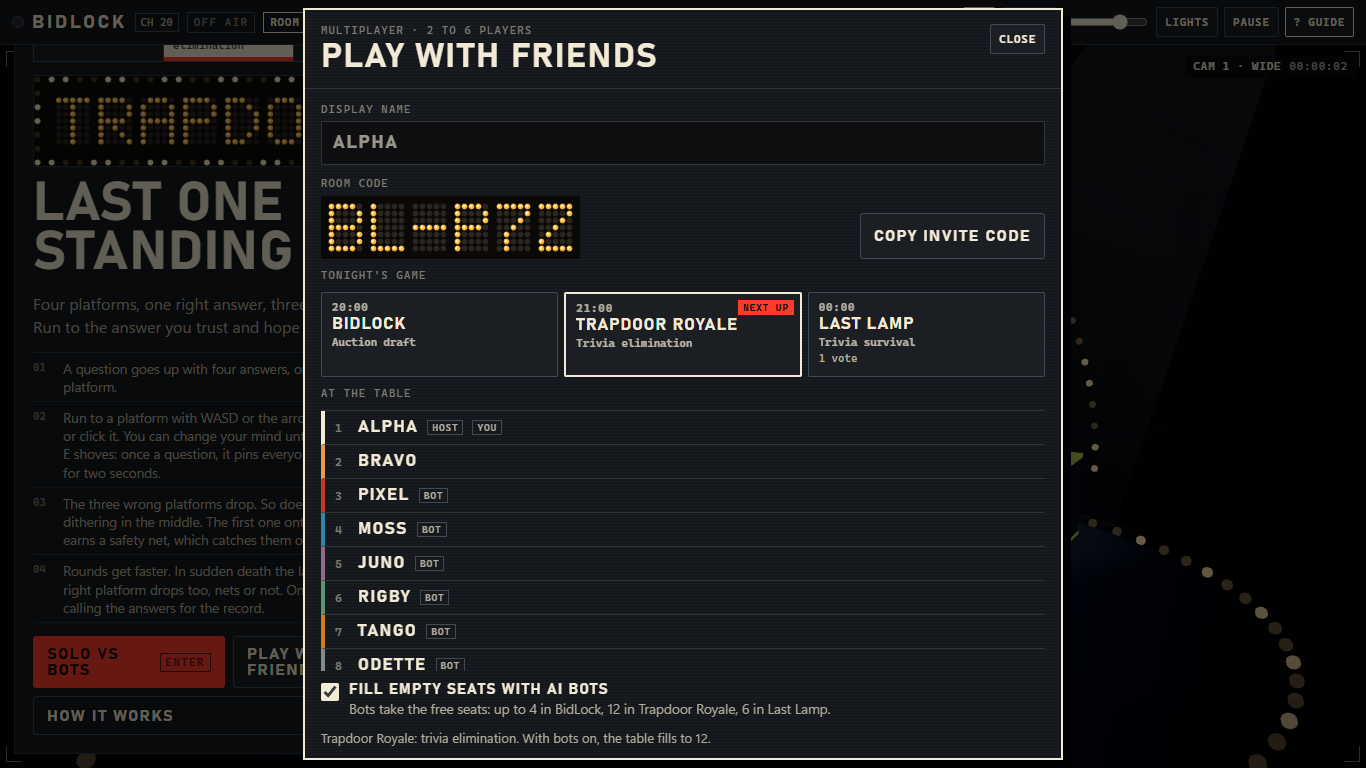 BIDLOCK CH 20 OFF AIR ROOM
LIGHTS PAUSE ? GUIDE
CAM 1 · WIDE 00:00:02
elimination
TRAPDO
LAST ONE
STANDING
Four platforms, one right answer, three
Run to the answer you trust and hope
01 A question goes up with four answers, o
platform.
02 Run to a platform with WASD or the arro
or click it. You can change your mind unt
E shoves: once a question, it pins everyo
for two seconds.
03 The three wrong platforms drop. So doe
dithering in the middle. The first one ont
earns a safety net, which catches them o
04 Rounds get faster. In sudden death the la
right platform drops too, nets or not. On
calling the answers for the record.
SOLO VS
BOTS ENTER
PLAY W
FRIEN
HOW IT WORKS
MULTIPLAYER · 2 TO 6 PLAYERS
PLAY WITH FRIENDS
CLOSE
DISPLAY NAME
ALPHA
ROOM CODE
BL-P7Z
COPY INVITE CODE
TONIGHT'S GAME
20:00
BIDLOCK
Auction draft
21:00 NEXT UP
TRAPDOOR ROYALE
Trivia elimination
00:00
LAST LAMP
Trivia survival
1 vote
AT THE TABLE
1 ALPHA HOST YOU
2 BRAVO
3 PIXEL BOT
4 MOSS BOT
5 JUNO BOT
6 RIGBY BOT
7 TANGO BOT
8 ODETTE BOT
FILL EMPTY SEATS WITH AI BOTS
Bots take the free seats: up to 4 in BidLock, 12 in Trapdoor Royale, 6 in Last Lamp.
Trapdoor Royale: trivia elimination. With bots on, the table fills to 12.